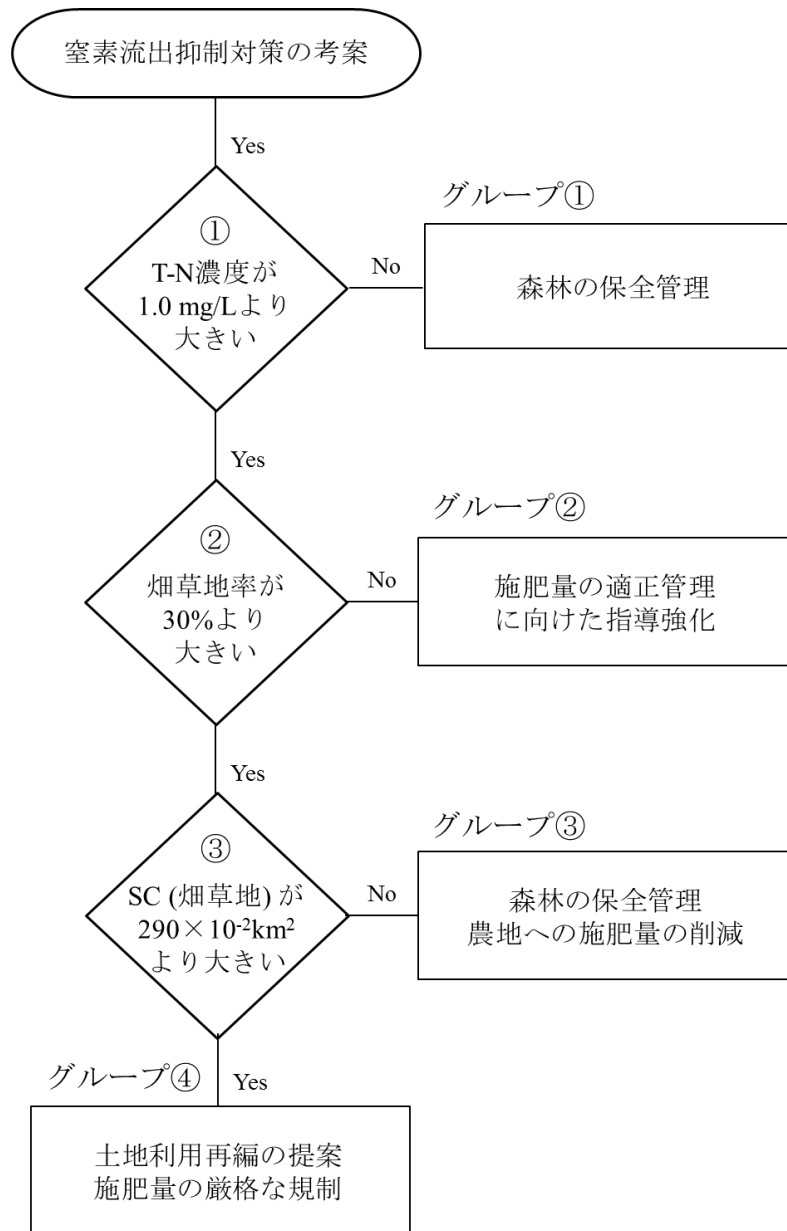 窒素流出抑制対策の考案
Yes
①
T-N濃度が
1.0 mg/Lより
大きい
No
グループ①
森林の保全管理
Yes
②
畑草地率が
30%より
大きい
No
グループ②
施肥量の適正管理
に向けた指導強化
Yes
③
SC (畑草地) が
290×10⁻²km²
より大きい
No
グループ③
森林の保全管理
農地への施肥量の削減
グループ④
Yes
土地利用再編の提案
施肥量の厳格な規制